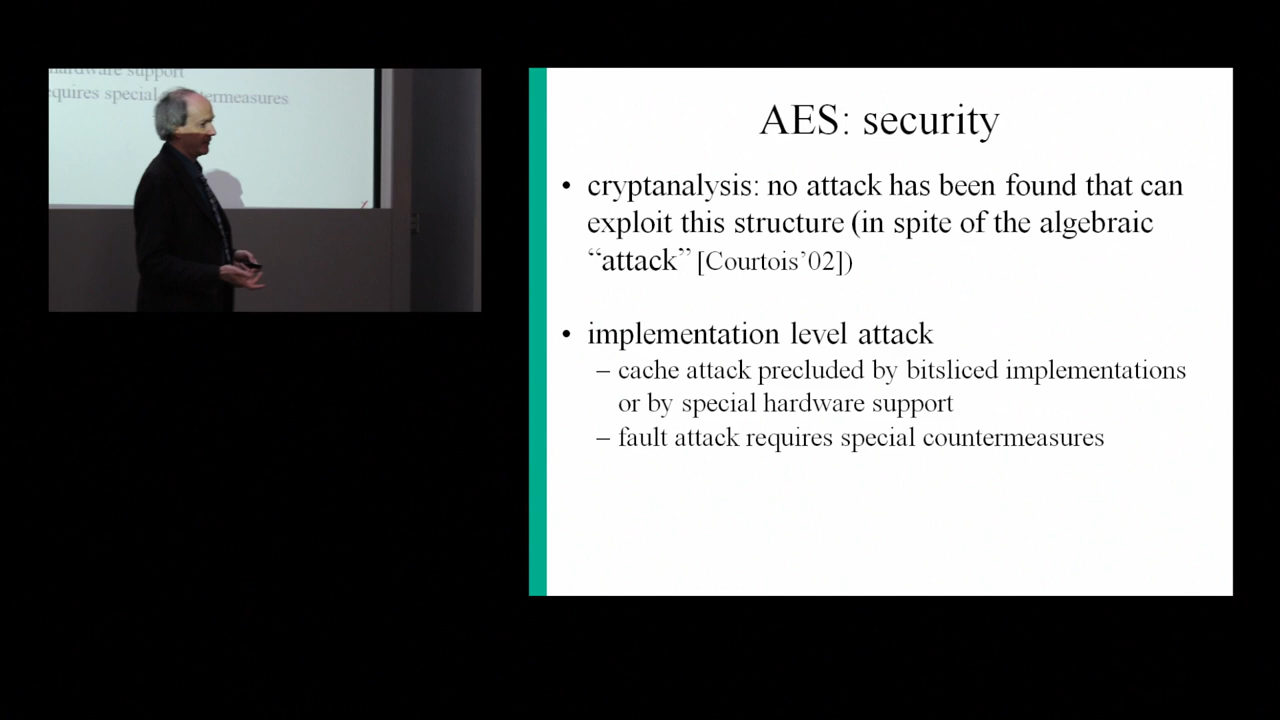 hardware support
requires special countermeasures
AES: security
• cryptanalysis: no attack has been found that can
exploit this structure (in spite of the algebraic
“attack” [Courtois’02])
• implementation level attack
– cache attack precluded by bitsliced implementations
or by special hardware support
– fault attack requires special countermeasures